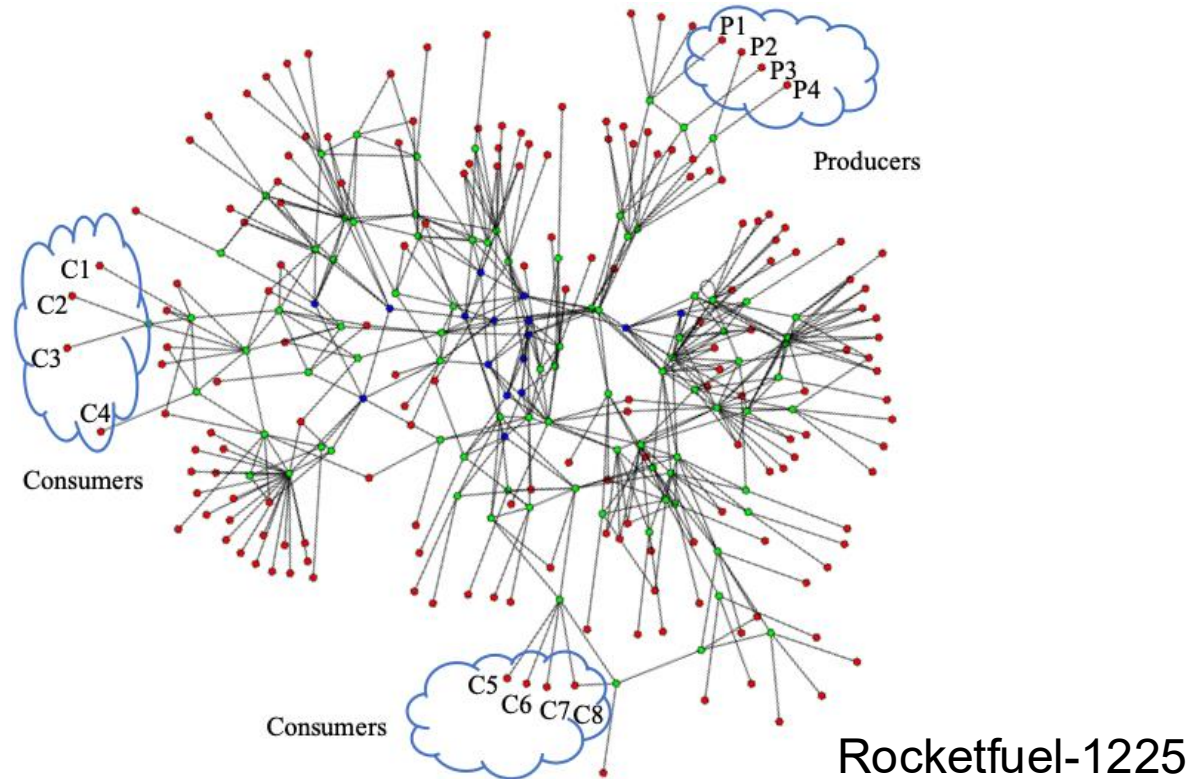 P1
P2
P3
P4
Producers
C1
C2
C3
C4
Consumers
C5
C6
C7
C8
Consumers
Rocketfuel-1225